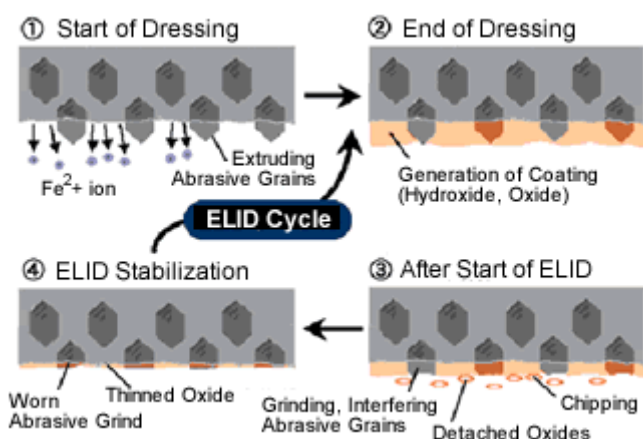 ① Start of Dressing
② End of Dressing
Fe2+ ion
Extruding
Abrasive Grains
Generation of Coating
(Hydroxide, Oxide)
ELID Cycle
④ ELID Stabilization
③ After Start of ELID
Worn
Abrasive Grind
Thinned Oxide
Grinding, Interfering
Abrasive Grains
Detached Oxides
Chipping